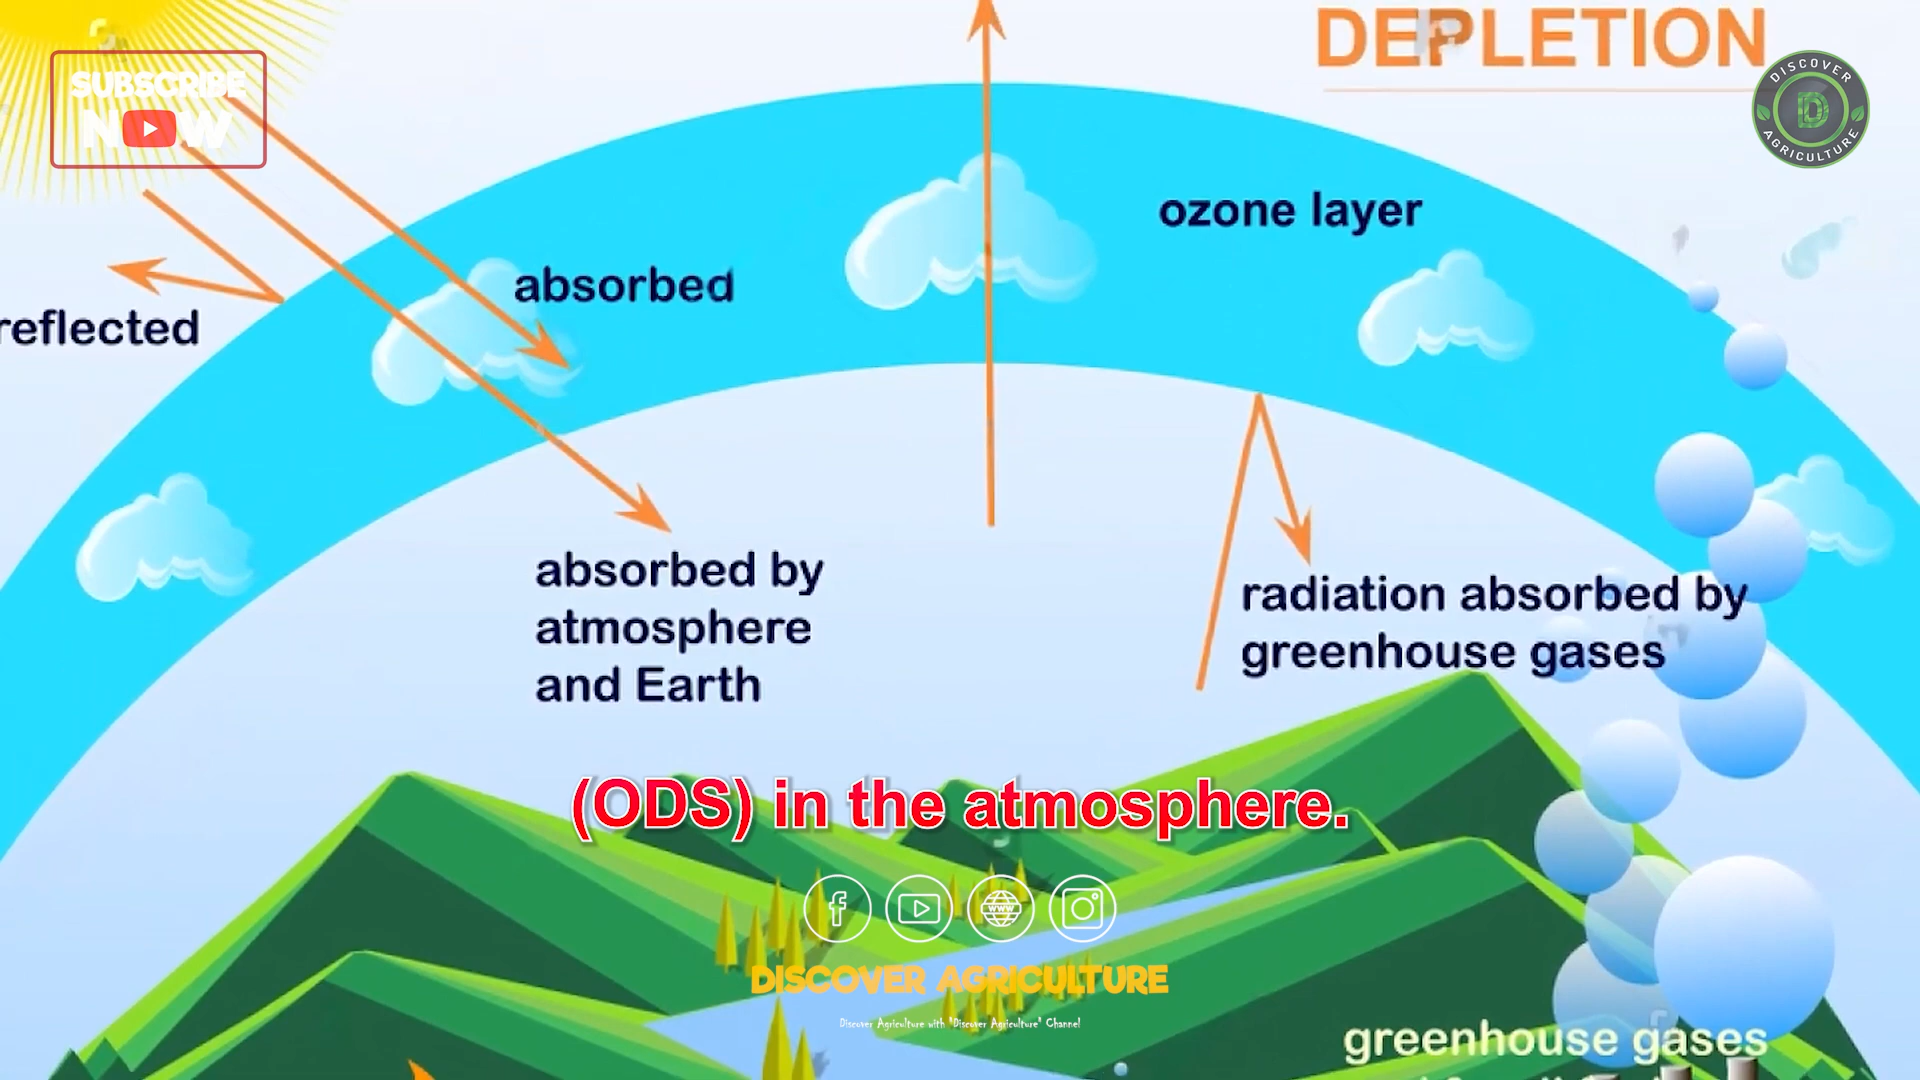 DEPLETION
SUBSCRIBE
NOW
DISCOVER
D
AGRICULTURE
ozone layer
absorbed
reflected
absorbed by
atmosphere
and Earth
radiation absorbed by
greenhouse gases
(ODS) in the atmosphere.
f
WWW
DISCOVER AGRICULTURE
Discover Agriculture with "Discover Agriculture" Channel
greenhouse gases